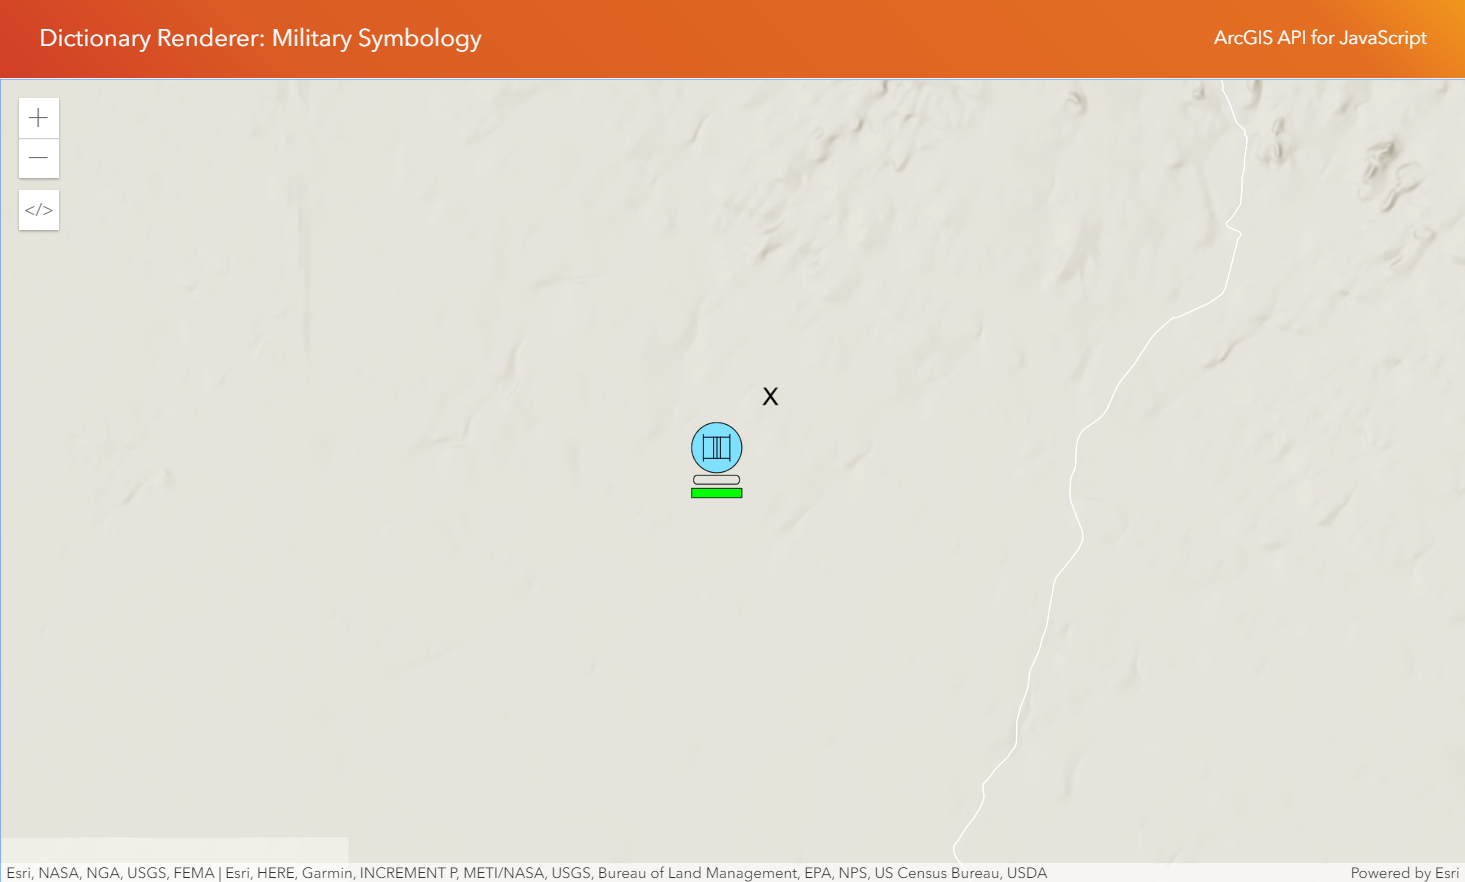 Dictionary Renderer: Military Symbology
ArcGIS API for JavaScript
</>
X
Esri, NASA, NGA, USGS, FEMA | Esri, HERE, Garmin, INCREMENT P, METI/NASA, USGS, Bureau of Land Management, EPA, NPS, US Census Bureau, USDA
Powered by Esri